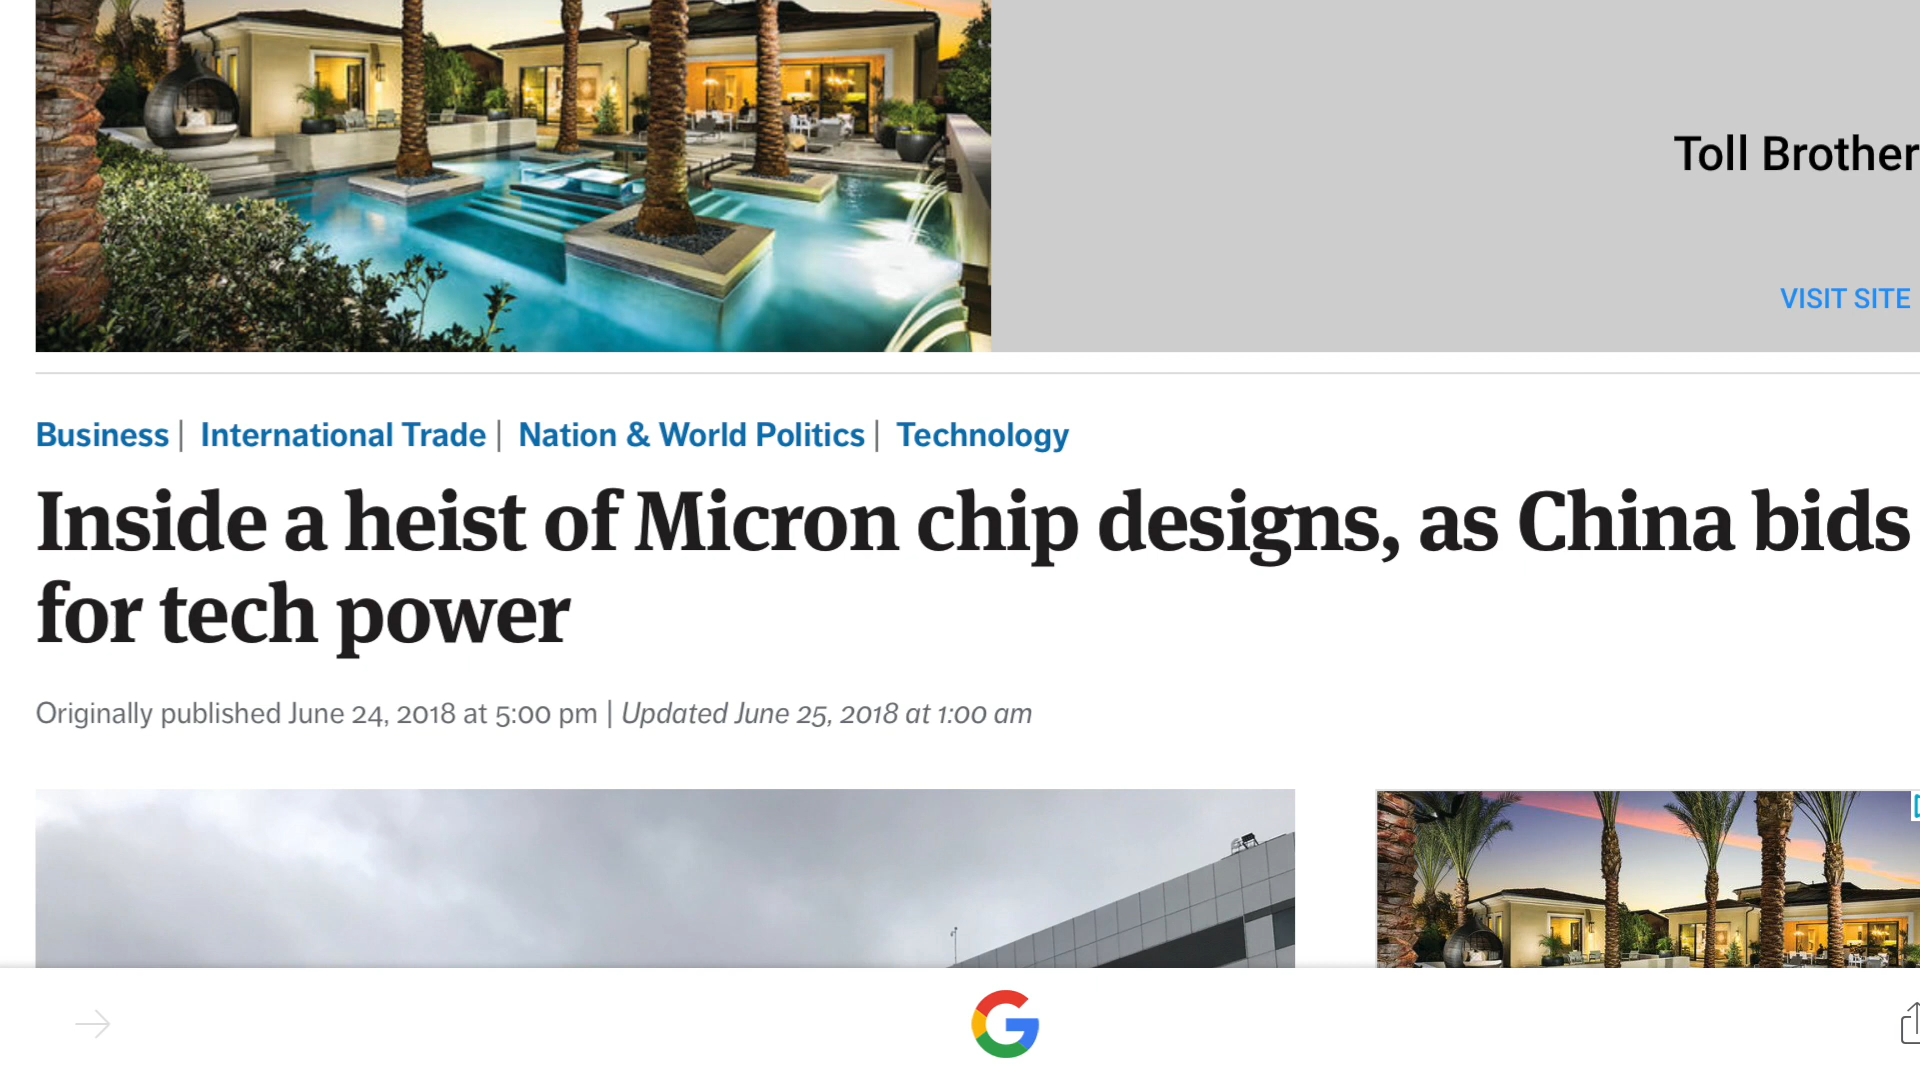 Toll Brother
VISIT SITE
Business | International Trade | Nation & World Politics | Technology
Inside a heist of Micron chip designs, as China bids
for tech power
Originally published June 24, 2018 at 5:00 pm | Updated June 25, 2018 at 1:00 am